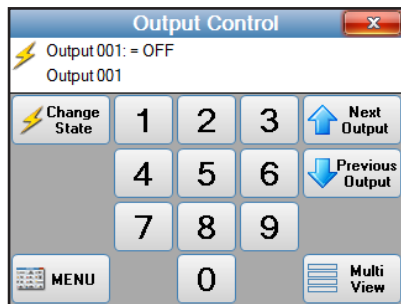 Output Control
x
Output 001: = OFF
Output 001
Change State
1 2 3
Next Output
4 5 6
Previous Output
7 8 9
MENU
0
Multi View